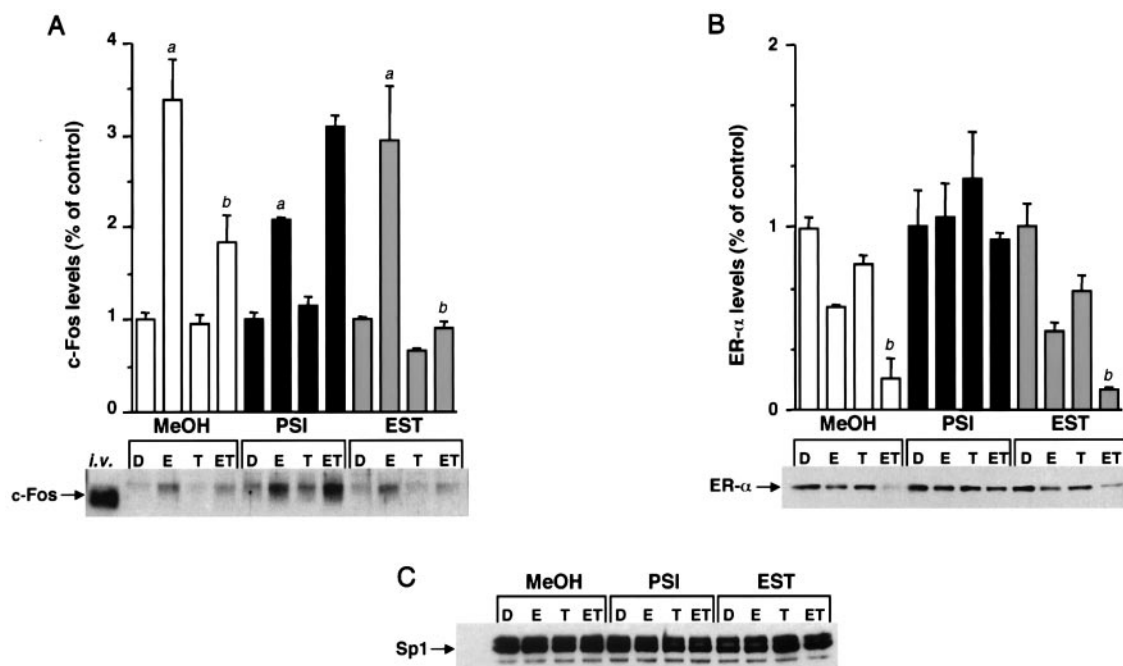 A
c-Fos levels (% of control)
4
3
2
1
0
a
b
a
a
b
MeOH PSI EST
i.v. D E T ET D E T ET D E T ET
c-Fos
B
ER-α levels (% of control)
2
1
0
b
b
MeOH PSI EST
D E T ET D E T ET D E T ET
ER-α
C
MeOH PSI EST
D E T ET D E T ET D E T ET
Sp1